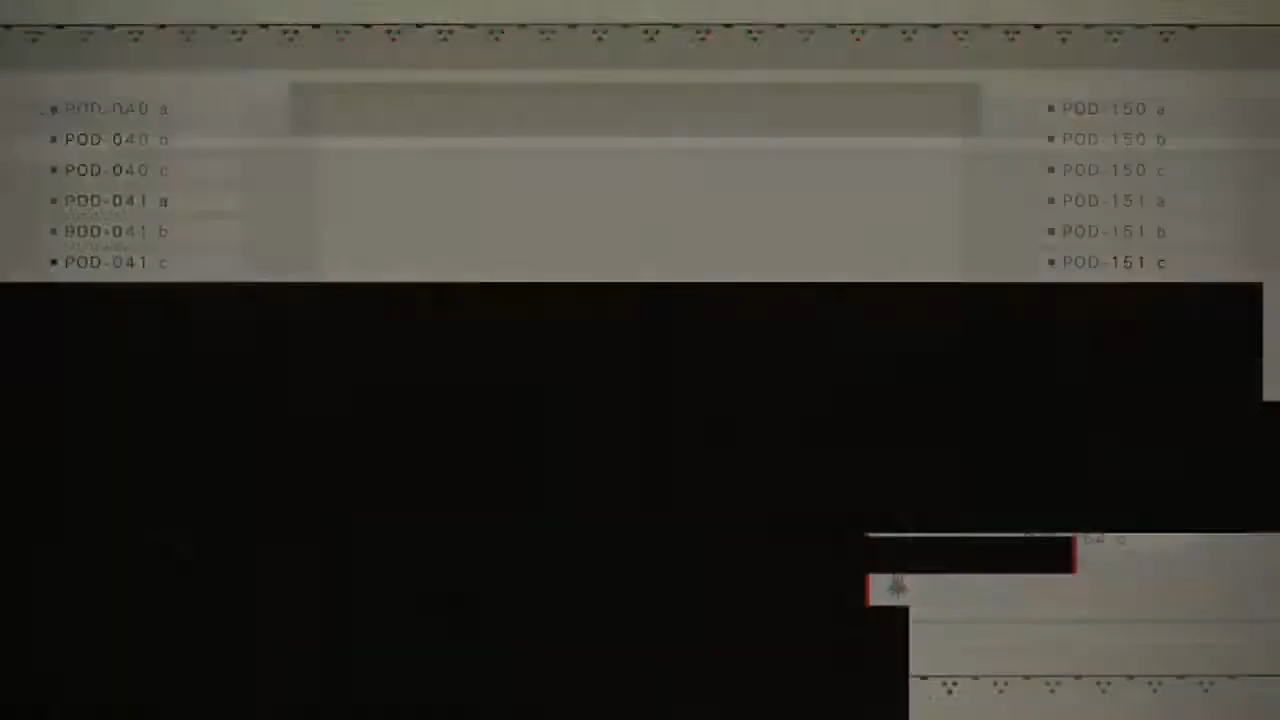 POD-040 a
POD-040 b
POD-040 c
POD-041 a
POD-041 b
POD-041 c
POD-150 a
POD-150 b
POD-150 c
POD-151 a
POD-151 b
POD-151 c